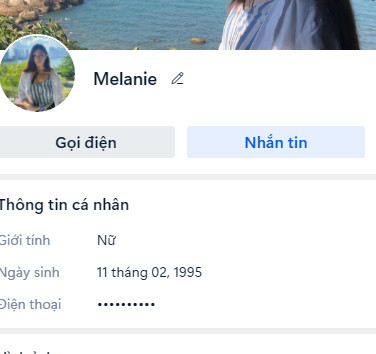 Melanie
Gọi điện Nhắn tin
Thông tin cá nhân
Giới tính Nữ
Ngày sinh 11 tháng 02, 1995
Điện thoại ••••••••••